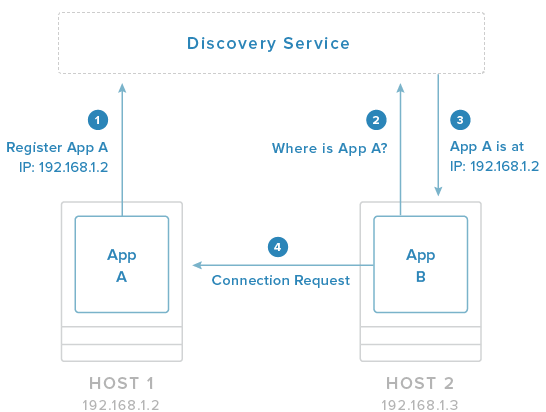 Discovery Service
1
Register App A
IP: 192.168.1.2
2
Where is App A?
3
App A is at
IP: 192.168.1.2
App
A
4
Connection Request
App
B
HOST 1
192.168.1.2
HOST 2
192.168.1.3